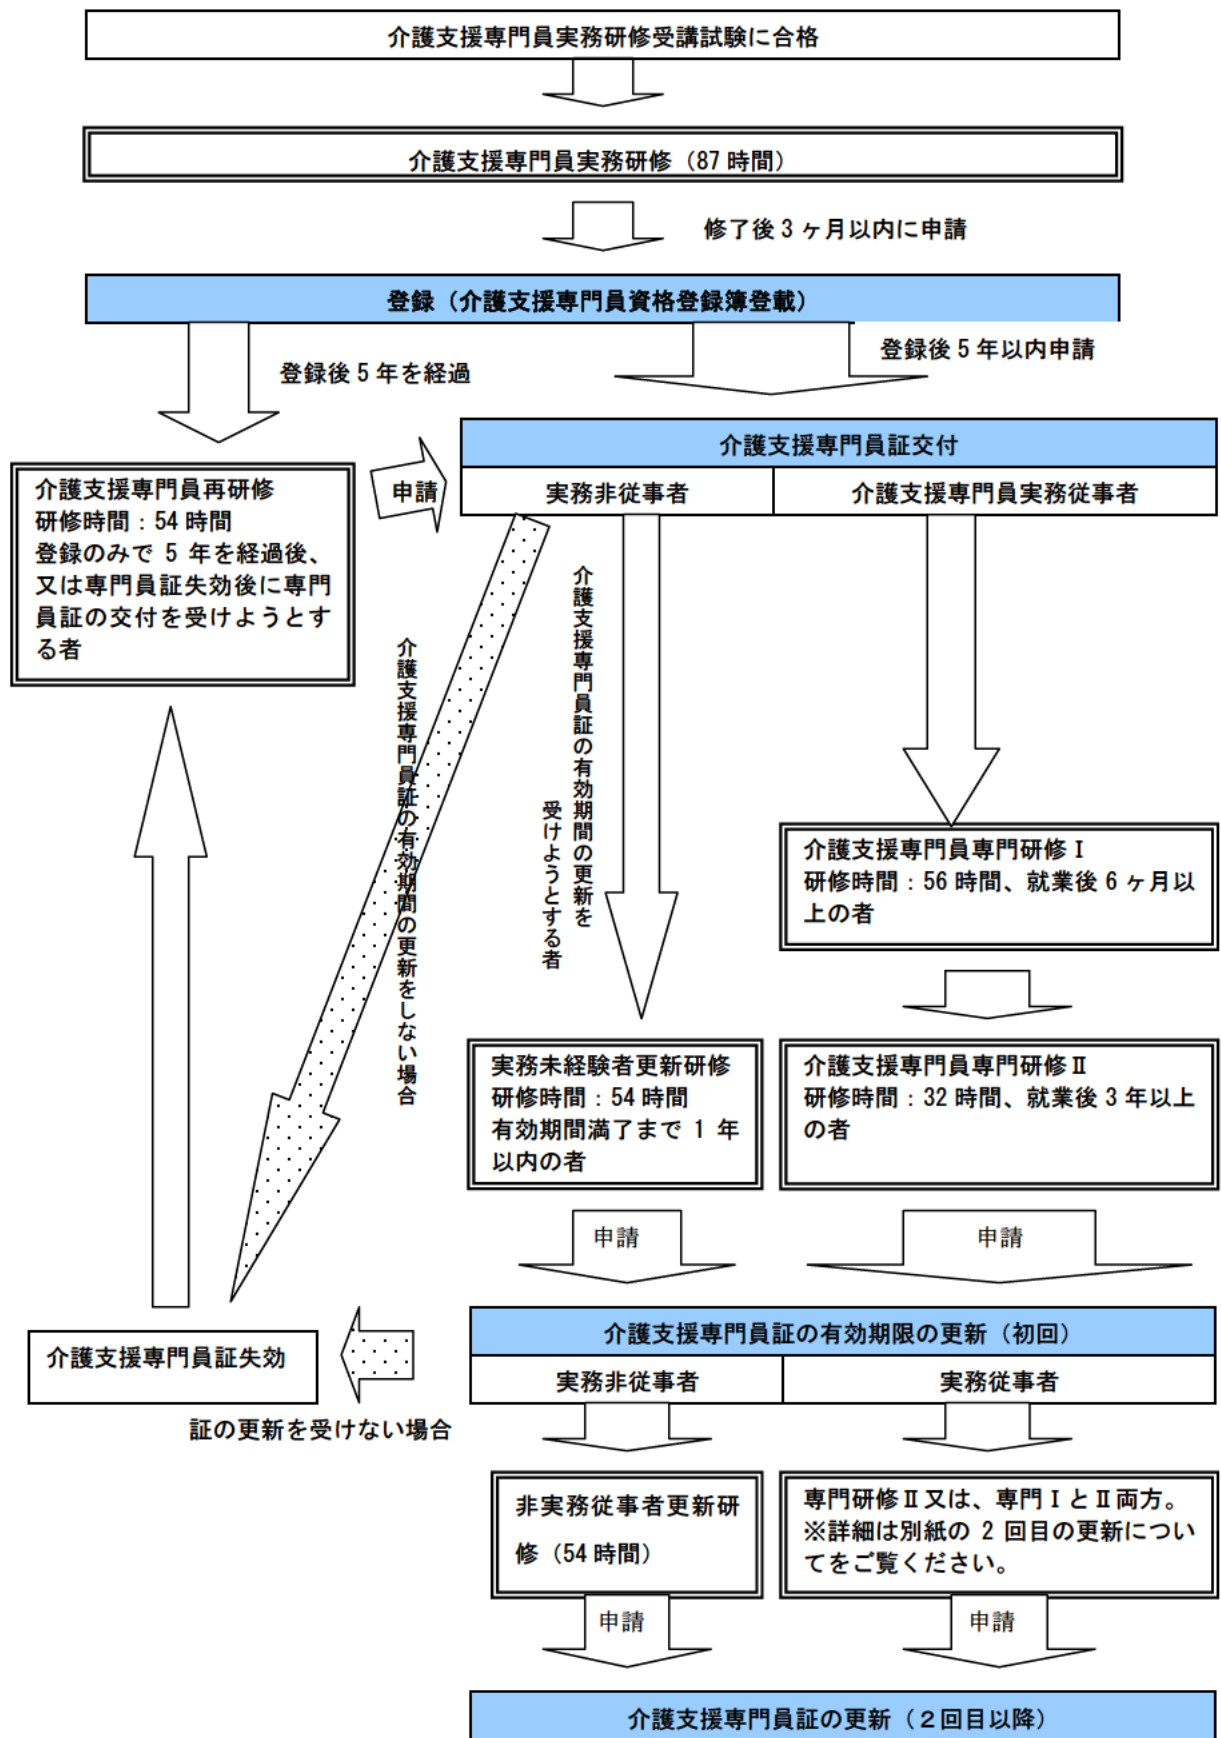 介護支援専門員実務研修受講試験に合格
介護支援専門員実務研修（87 時間）
修了後 3 ヶ月以内に申請
登録（介護支援専門員資格登録簿登載）
登録後 5 年以内申請
登録後 5 年を経過
介護支援専門員証交付
実務非従事者
介護支援専門員実務従事者
申請
介護支援専門員再研修
研修時間：54 時間
登録のみで 5 年を経過後、
又は専門員証失効後に専門
員証の交付を受けようとす
る者
介護支援専門員証の有効期間の更新をしない場合
介護支援専門員証の有効期間の更新を
受けようとする者
介護支援専門員専門研修Ⅰ
研修時間：56 時間、就業後 6 ヶ月以
上の者
実務未経験者更新研修
研修時間：54 時間
有効期間満了まで 1 年
以内の者
介護支援専門員専門研修Ⅱ
研修時間：32 時間、就業後 3 年以上
の者
申請
申請
介護支援専門員証の有効期限の更新（初回）
実務非従事者
実務従事者
介護支援専門員証失効
証の更新を受けない場合
非実務従事者更新研
修（54 時間）
専門研修Ⅱ又は、専門ⅠとⅡ両方。
※詳細は別紙の 2 回目の更新につい
てをご覧ください。
申請
申請
介護支援専門員証の更新（２回目以降）